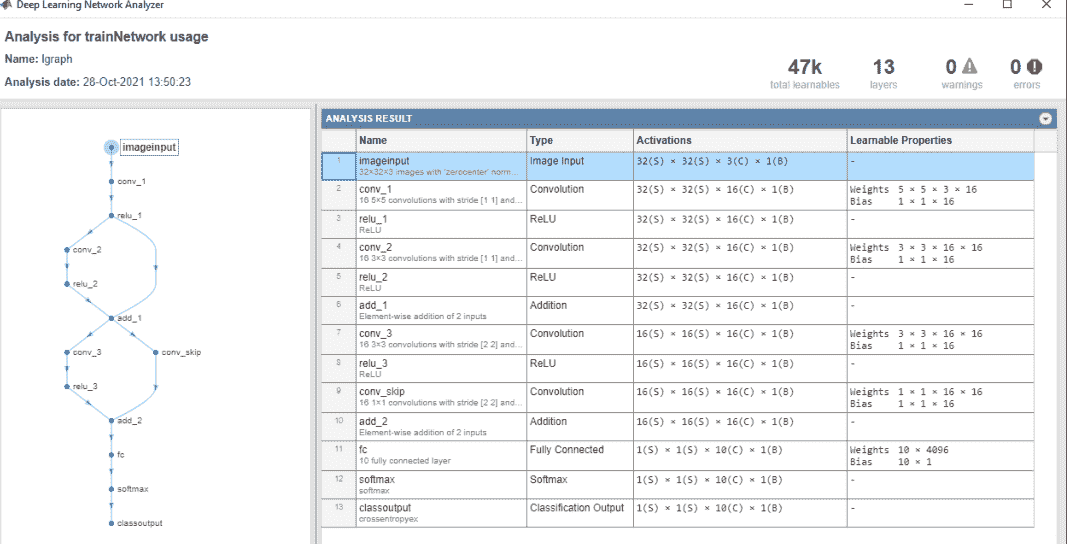 Deep Learning Network Analyzer
Analysis for trainNetwork usage
Name: lgraph
Analysis date: 28-Oct-2021 13:50:23
47k
total learnables
13
layers
0
warnings
0
errors
imageinput
conv_1
relu_1
conv_2
relu_2
add_1
conv_3
conv_skip
relu_3
add_2
fc
softmax
classoutput
ANALYSIS RESULT
Name Type Activations Learnable Properties
1 imageinput Image Input 32(S) × 32(S) × 3(C) × 1(B) -
32×32×3 images with 'zerocenter' norm...
2 conv_1 Convolution 32(S) × 32(S) × 16(C) × 1(B) Weights 5 × 5 × 3 × 16
16 5×5 convolutions with stride [1 1] and... Bias 1 × 1 × 16
3 relu_1 ReLU 32(S) × 32(S) × 16(C) × 1(B) -
ReLU
4 conv_2 Convolution 32(S) × 32(S) × 16(C) × 1(B) Weights 3 × 3 × 16 × 16
16 3×3 convolutions with stride [1 1] and... Bias 1 × 1 × 16
5 relu_2 ReLU 32(S) × 32(S) × 16(C) × 1(B) -
ReLU
6 add_1 Addition 32(S) × 32(S) × 16(C) × 1(B) -
Element-wise addition of 2 inputs
7 conv_3 Convolution 16(S) × 16(S) × 16(C) × 1(B) Weights 3 × 3 × 16 × 16
16 3×3 convolutions with stride [2 2] and... Bias 1 × 1 × 16
8 relu_3 ReLU 16(S) × 16(S) × 16(C) × 1(B) -
ReLU
9 conv_skip Convolution 16(S) × 16(S) × 16(C) × 1(B) Weights 1 × 1 × 16 × 16
16 1×1 convolutions with stride [2 2] and... Bias 1 × 1 × 16
10 add_2 Addition 16(S) × 16(S) × 16(C) × 1(B) -
Element-wise addition of 2 inputs
11 fc Fully Connected 1(S) × 1(S) × 10(C) × 1(B) Weights 10 × 4096
10 fully connected layer Bias 10 × 1
12 softmax Softmax 1(S) × 1(S) × 10(C) × 1(B) -
softmax
13 classoutput Classification Output 1(S) × 1(S) × 10(C) × 1(B) -
crossentropyex